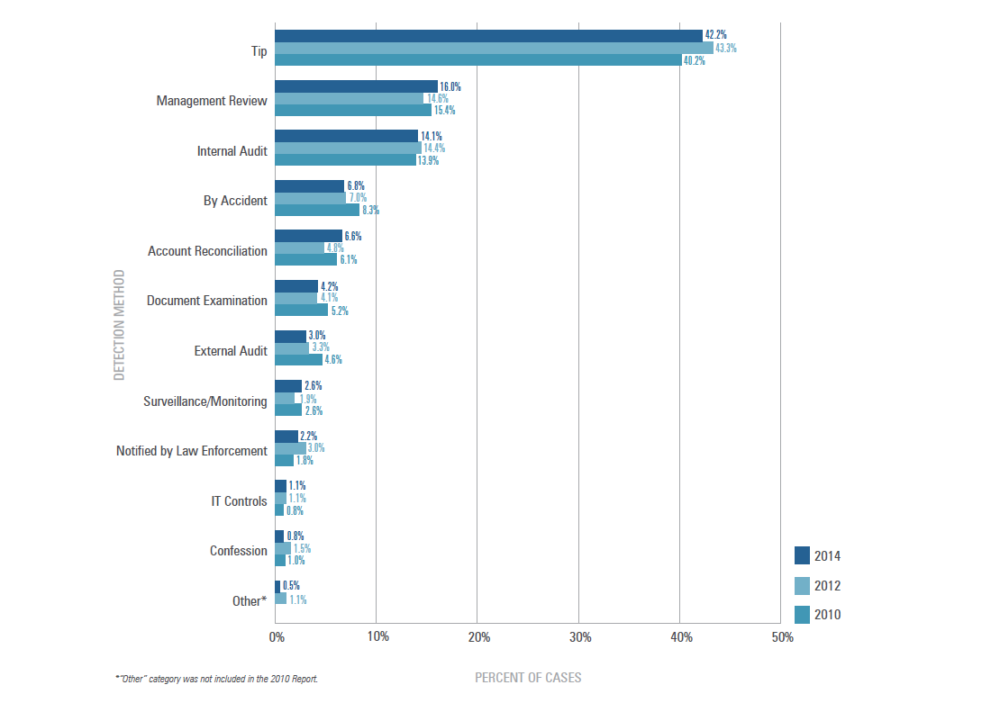 Tip
42.2%
43.3%
40.2%
Management Review
16.0%
14.6%
15.4%
Internal Audit
14.1%
14.4%
13.9%
By Accident
6.8%
7.0%
8.3%
Account Reconciliation
6.6%
4.8%
6.1%
Document Examination
4.2%
4.1%
5.2%
External Audit
3.0%
3.3%
4.6%
Surveillance/Monitoring
2.6%
1.9%
2.6%
Notified by Law Enforcement
2.2%
3.0%
1.8%
IT Controls
1.1%
1.1%
0.8%
Confession
0.8%
1.5%
1.0%
Other*
0.5%
1.1%
DETECTION METHOD
0% 10% 20% 30% 40% 50%
PERCENT OF CASES
2014
2012
2010
*"Other" category was not included in the 2010 Report.